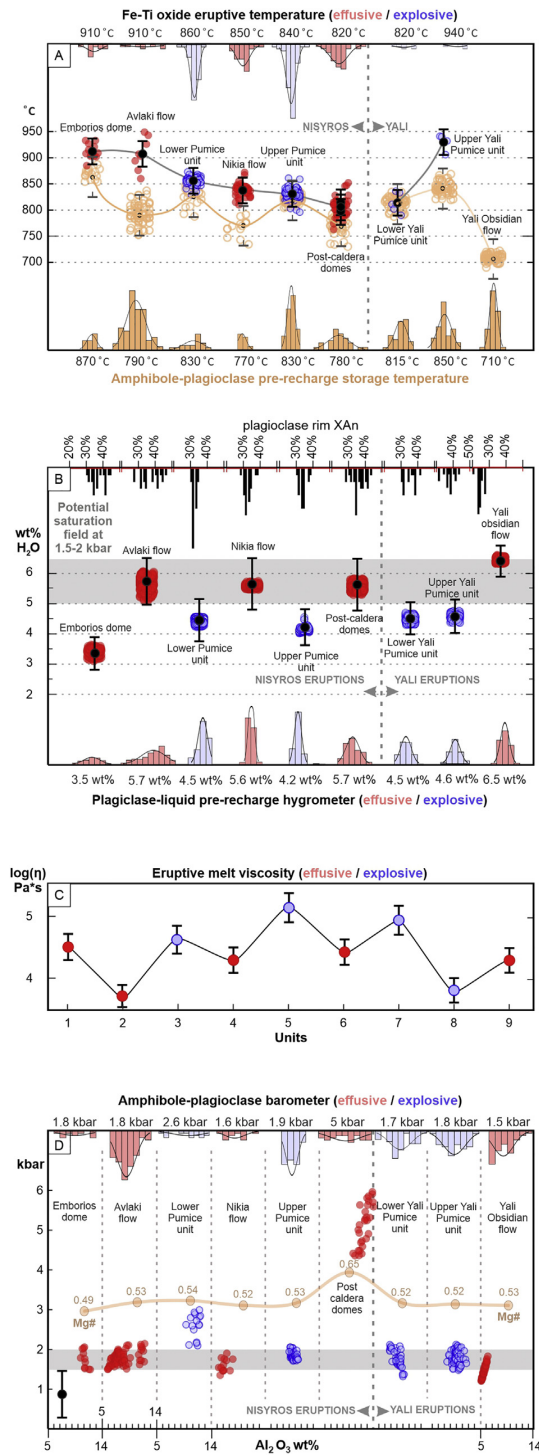 Fe-Ti oxide eruptive temperature (effusive / explosive)
910°C 910°C 860°C 850°C 840°C 820°C 820°C 940°C
A
°C
NISYROS YALI
950
900
850
800
750
700
Emborios dome
Avlaki flow
Lower Pumice unit
Nikia flow
Upper Pumice unit
Post-caldera domes
Upper Yali Pumice unit
Lower Yali Pumice unit
Yali Obsidian flow
870°C 790°C 830°C 770°C 830°C 780°C 815°C 850°C 710°C
Amphibole-plagioclase pre-recharge storage temperature
plagioclase rim XAn
20% 30% 40% 30% 40% 30% 40% 30% 40% 30% 40% 30% 40% 30% 40% 40% 50% 30% 40%
B
Potential saturation field at 1.5-2 kbar
wt% H2O
6
5
4
3
2
Avlaki flow
Nikia flow
Yali obsidian flow
Emborios dome
Lower Pumice unit
Upper Pumice unit
Post-caldera domes
Upper Yali Pumice unit
Lower Yali Pumice unit
NISYROS ERUPTIONS YALI ERUPTIONS
3.5 wt% 5.7 wt% 4.5 wt% 5.6 wt% 4.2 wt% 5.7 wt% 4.5 wt% 4.6 wt% 6.5 wt%
Plagiclase-liquid pre-recharge hygrometer (effusive / explosive)
log(η) Pa*s
Eruptive melt viscosity (effusive / explosive)
C
5
4
1 2 3 4 5 6 7 8 9
Units
Amphibole-plagioclase barometer (effusive / explosive)
1.8 kbar 1.8 kbar 2.6 kbar 1.6 kbar 1.9 kbar 5 kbar 1.7 kbar 1.8 kbar 1.5 kbar
D
kbar
6
5
4
3
2
1
Emborios dome
Avlaki flow
Lower Pumice unit
Nikia flow
Upper Pumice unit
Post caldera domes
Lower Yali Pumice unit
Upper Yali Pumice unit
Yali Obsidian flow
0.49 0.53 0.54 0.52 0.53 0.65 0.52 0.52 0.53
Mg# Mg#
NISYROS ERUPTIONS YALI ERUPTIONS
5 14
5 14 5 14 5 14
Al2O3 wt%